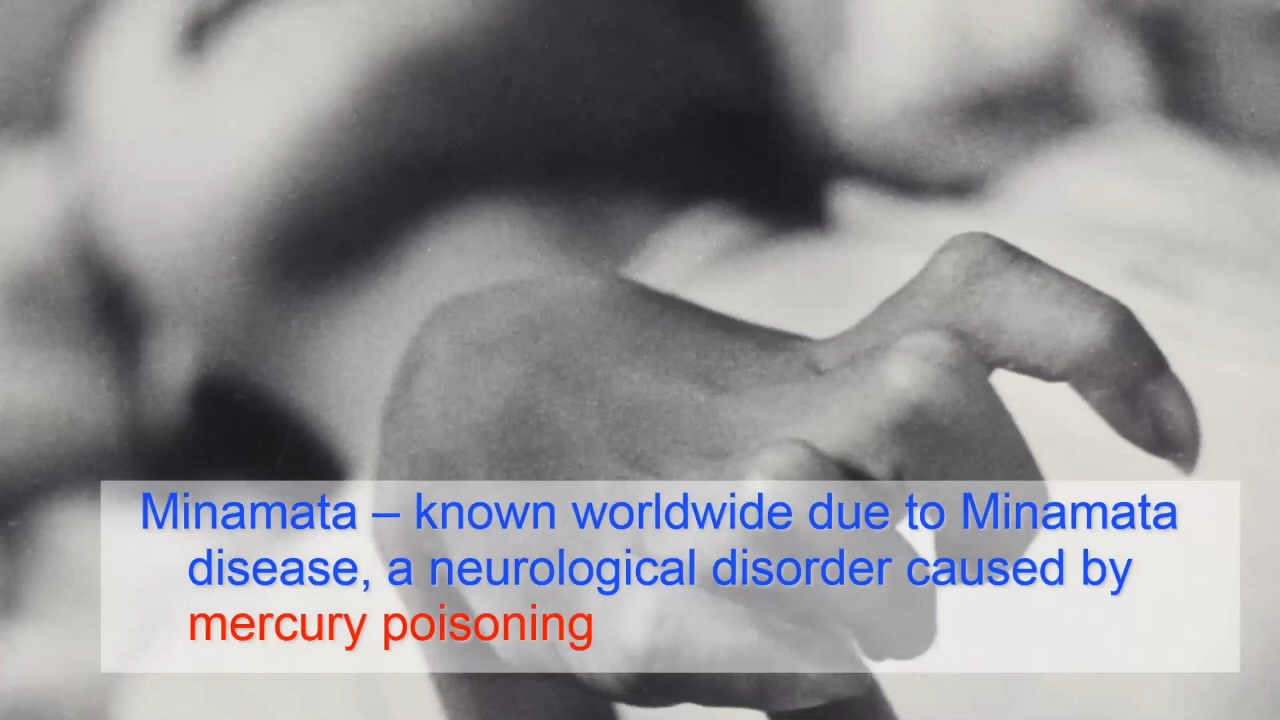 Minamata – known worldwide due to Minamata
disease, a neurological disorder caused by
mercury poisoning